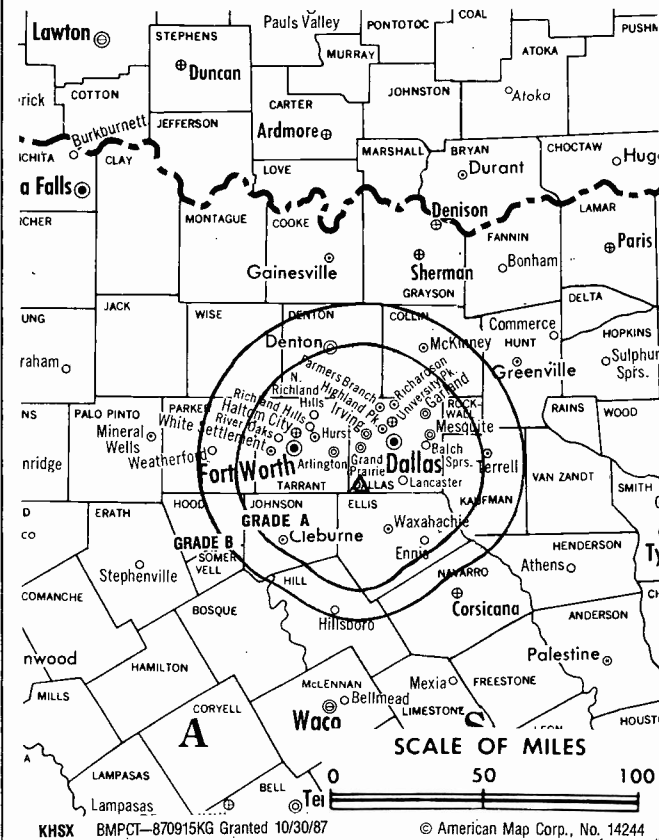 COAL
PUSHM
Pauls Valley
PONTOTOC
Lawton
STEPHENS
MURRAY
ATOKA
Duncan
COTTON
CARTER
JOHNSTON
Atoka
rick
Burkburnett
JEFFERSON
Ardmore
ICHITA
CLAY
LOVE
MARSHALL
BRYAN
CHOCTAW
Hug
Durant
a Falls
ICHER
MONTAGUE
COOKE
Denison
LAMAR
FANNIN
Paris
Gainesville
Sherman
Bonham
GRAYSON
DELTA
JACK
UNG
WISE
DENTON
COLLIN
Commerce
HUNT
HOPKINS
Denton
McKinney
Greenville
Sulphur
Sprs.
raham
Farmers Branch
Richardson
University Pk.
Garland
N.
Richland
Hills
Highland Pk.
Irving
RAINS
WOOD
NS
PALO PINTO
PARKER
Richland Hills
Haltom City
River Oaks
White Settlement
Hurst
ROCK-
WALL
Mesquite
Mineral
Wells
Weatherford
Fort Worth
Arlington
Grand
Prairie
Dallas
Balch
Sprs.
Terrell
nridge
TARRANT
DALLAS
Lancaster
VAN ZANDT
SMITH
HOOD
JOHNSON
ELLIS
KAUFMAN
D
CO
ERATH
GRADE A
Waxahachie
GRADE B
Cleburne
Ennis
HENDERSON
Ty
SOMER
VELL
Stephenville
HILL
NAVARRO
Athens
COMANCHE
BOSQUE
Corsicana
ANDERSON
CH
Hillsboro
nwood
HAMILTON
Palestine
MILLS
McLENNAN
Mexia
FREESTONE
Bellmead
CORYELL
A
Waco
LIMESTONE
S
LEON
HOUST
A
SCALE OF MILES
LAMPASAS
BELL
0 50 100
Lampasas
Te
KHSX BMPCT—870915KG Granted 10/30/87
© American Map Corp., No. 14244